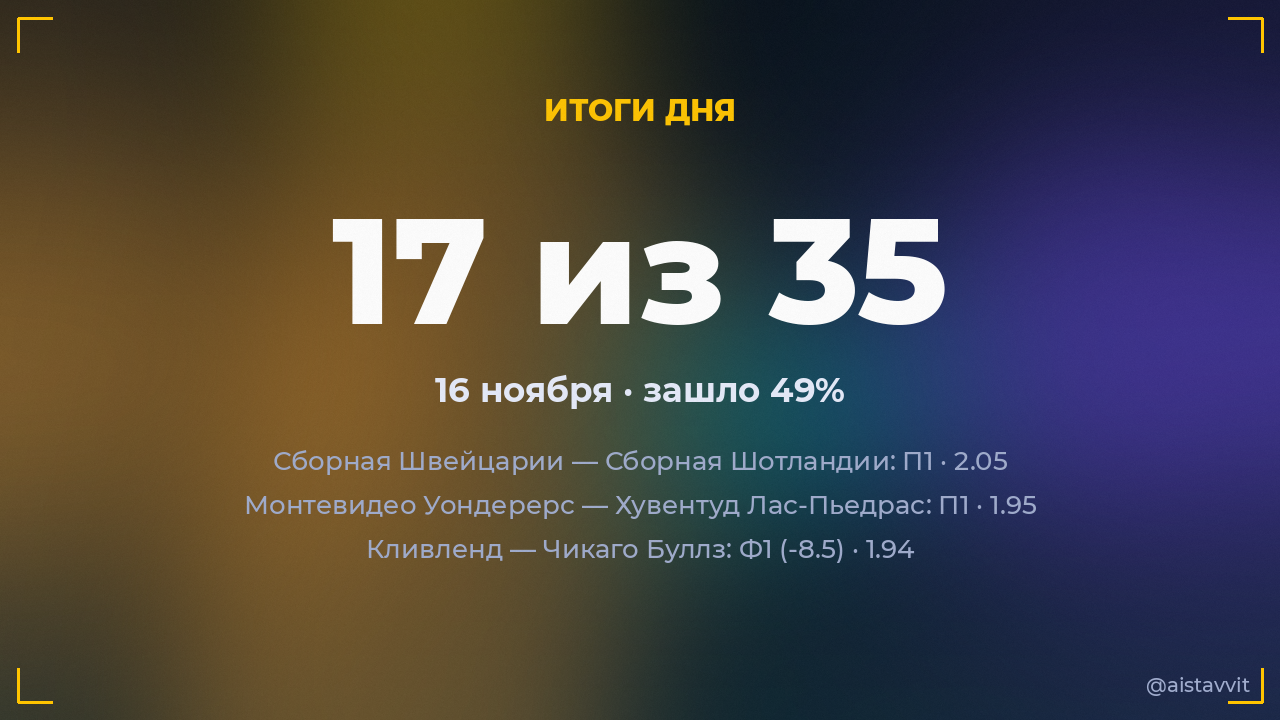 ИТОГИ ДНЯ
17 из 35
16 ноября · зашло 49%
Сборная Швейцарии — Сборная Шотландии: П1 · 2.05
Монтевидео Уондерерс — Хувентуд Лас-Пьедрас: П1 · 1.95
Кливленд — Чикаго Буллз: Ф1 (-8.5) · 1.94
@aistavvit